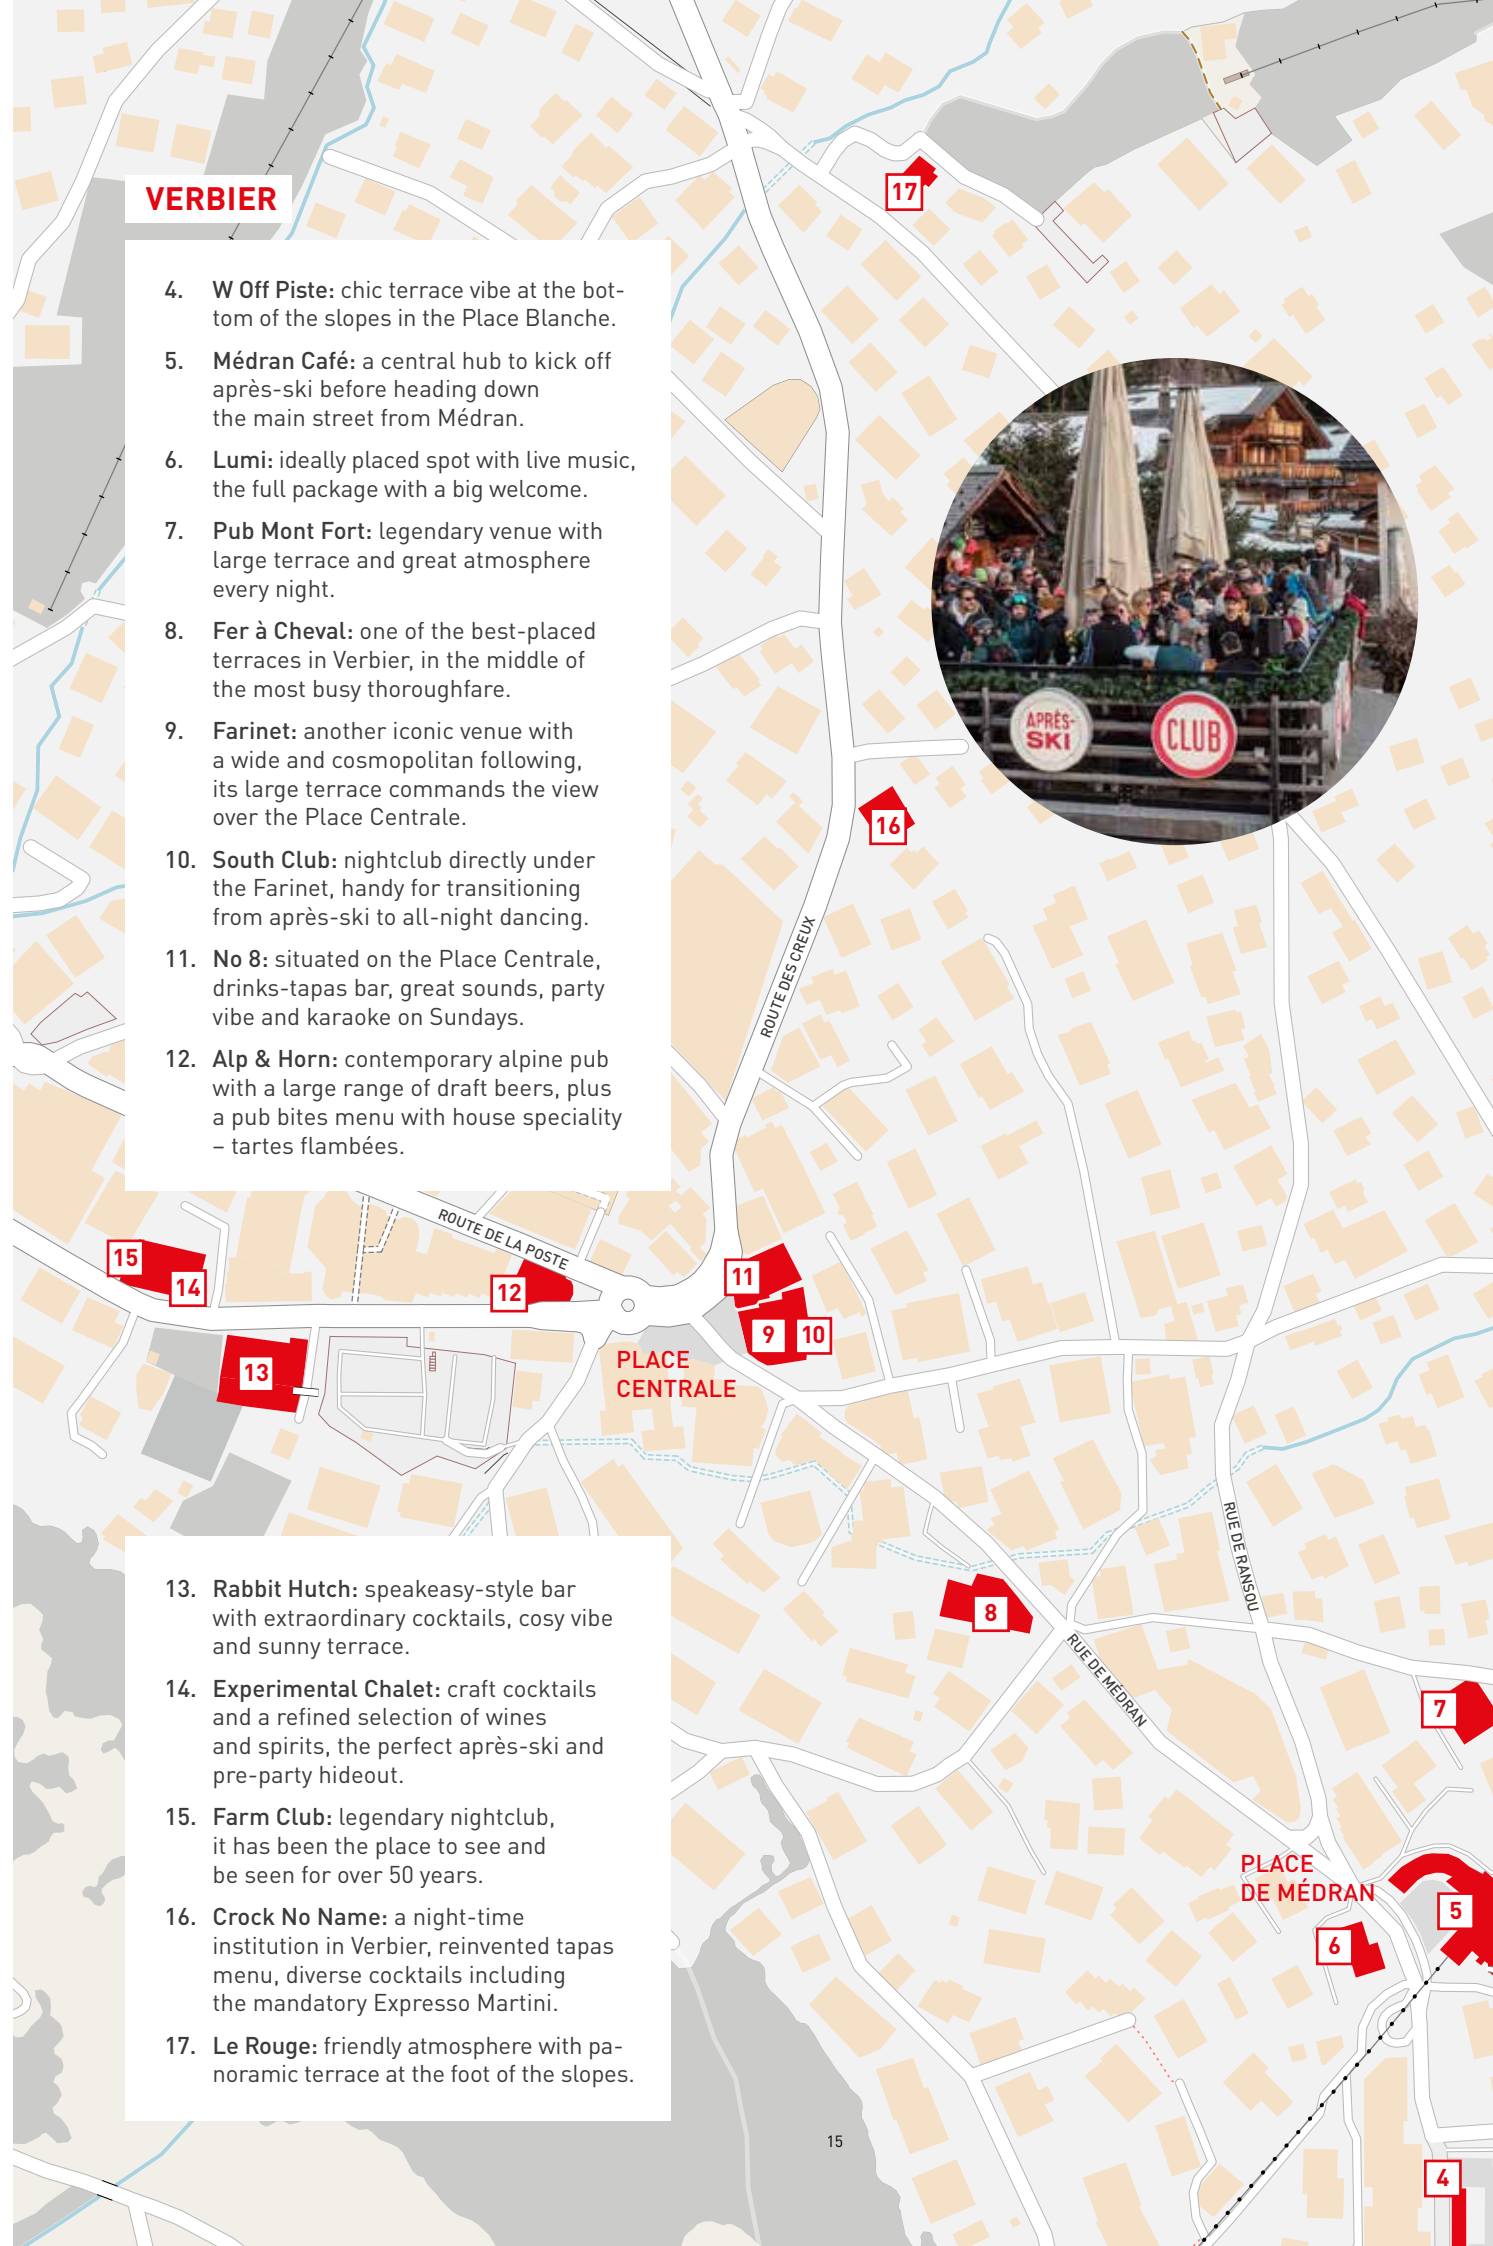 VERBIER
4. W Off Piste: chic terrace vibe at the bot-
tom of the slopes in the Place Blanche.
5. Médran Café: a central hub to kick off
après-ski before heading down
the main street from Médran.
6. Lumi: ideally placed spot with live music,
the full package with a big welcome.
7. Pub Mont Fort: legendary venue with
large terrace and great atmosphere
every night.
8. Fer à Cheval: one of the best-placed
terraces in Verbier, in the middle of
the most busy thoroughfare.
9. Farinet: another iconic venue with
a wide and cosmopolitan following,
its large terrace commands the view
over the Place Centrale.
10. South Club: nightclub directly under
the Farinet, handy for transitioning
from après-ski to all-night dancing.
11. No 8: situated on the Place Centrale,
drinks-tapas bar, great sounds, party
vibe and karaoke on Sundays.
12. Alp & Horn: contemporary alpine pub
with a large range of draft beers, plus
a pub bites menu with house speciality
– tartes flambées.
13. Rabbit Hutch: speakeasy-style bar
with extraordinary cocktails, cosy vibe
and sunny terrace.
14. Experimental Chalet: craft cocktails
and a refined selection of wines
and spirits, the perfect après-ski and
pre-party hideout.
15. Farm Club: legendary nightclub,
it has been the place to see and
be seen for over 50 years.
16. Crock No Name: a night-time
institution in Verbier, reinvented tapas
menu, diverse cocktails including
the mandatory Expresso Martini.
17. Le Rouge: friendly atmosphere with pa-
noramic terrace at the foot of the slopes.
17
APRÈS-
SKI
CLUB
16
ROUTE DES CREUX
ROUTE DE LA POSTE
15
14
12
11
9
10
13
PLACE
CENTRALE
RUE DE RANSOU
8
RUE DE MÉDRAN
7
PLACE
DE MÉDRAN
5
6
4
15